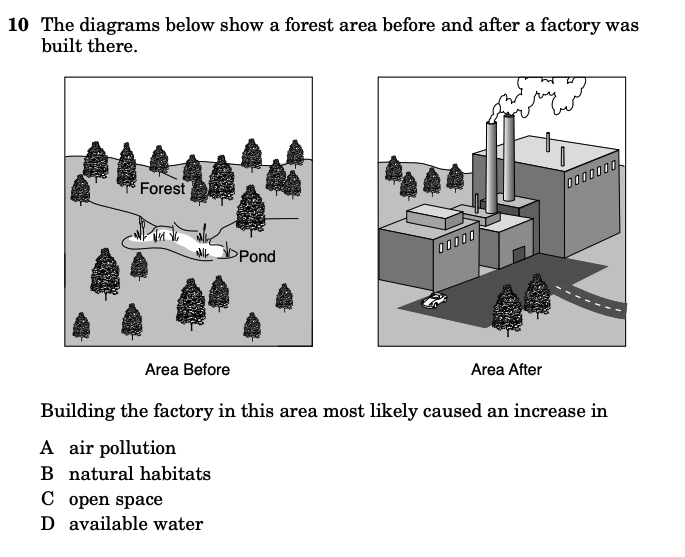 10 The diagrams below show a forest area before and after a factory was
built there.
Forest
Pond
Area Before
Area After
Building the factory in this area most likely caused an increase in
A air pollution
B natural habitats
C open space
D available water